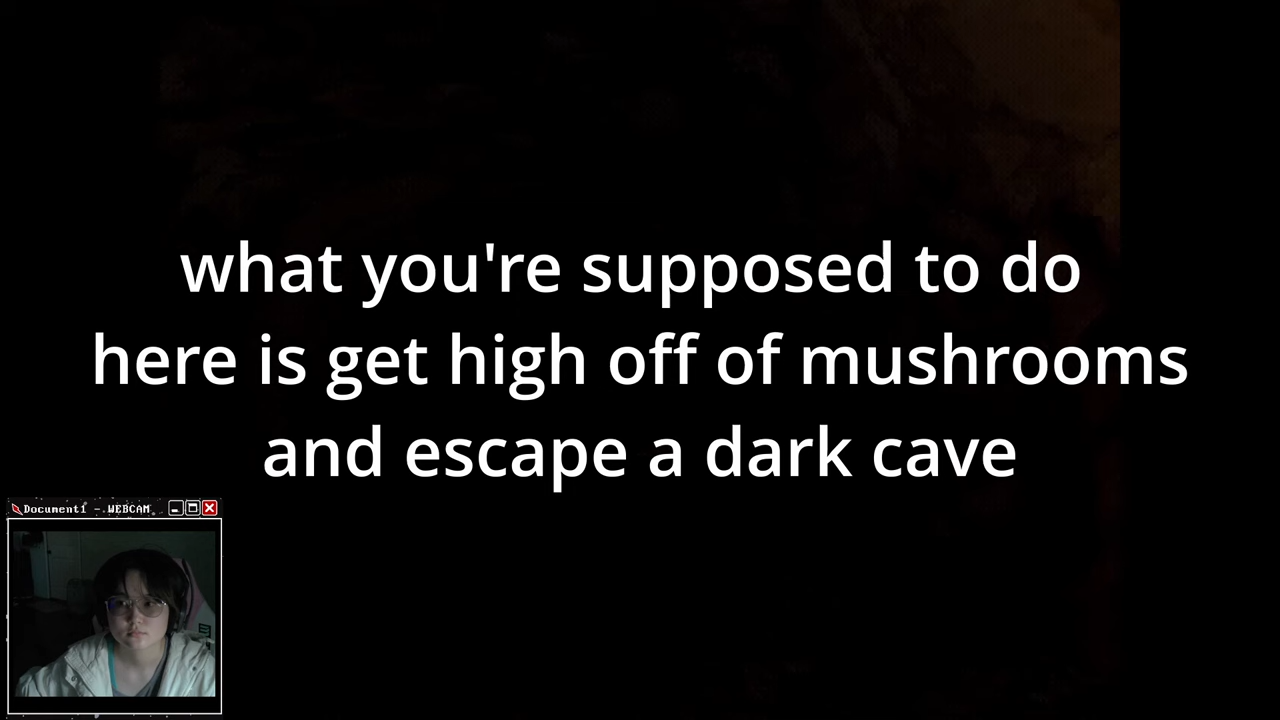 what you're supposed to do
here is get high off of mushrooms
and escape a dark cave
Document1 - WEBCAM